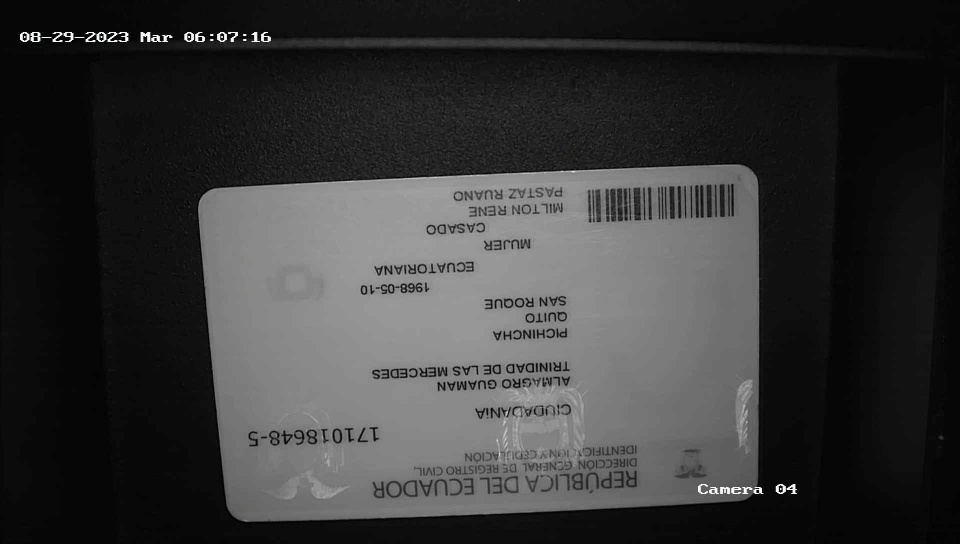 08-29-2023 Mar 06:07:16
REPÚBLICA DEL ECUADOR
DIRECCIÓN GENERAL DE REGISTRO CIVIL,
IDENTIFICACIÓN Y CEDULACIÓN
171018648-5
CIUDADANÍA
ALMAGRO GUAMAN
TRINIDAD DE LAS MERCEDES
PICHINCHA
QUITO
SAN ROQUE
1968-05-10
ECUATORIANA
MUJER
CASADO
MILTON RENE
PASTAZ RUANO
Camera 04